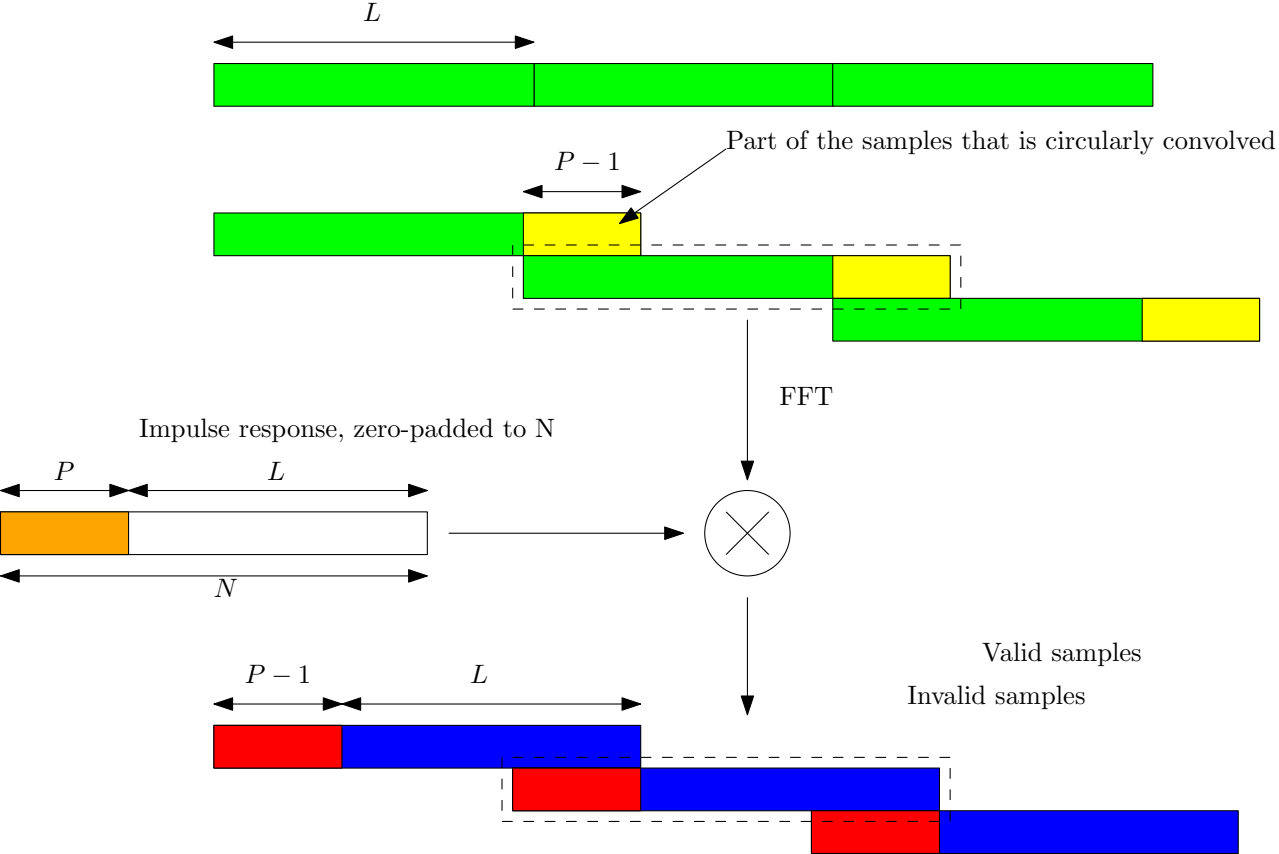 L
Part of the samples that is circularly convolved
P − 1
FFT
Impulse response, zero-padded to N
P
L
N
Valid samples
P − 1
L
Invalid samples